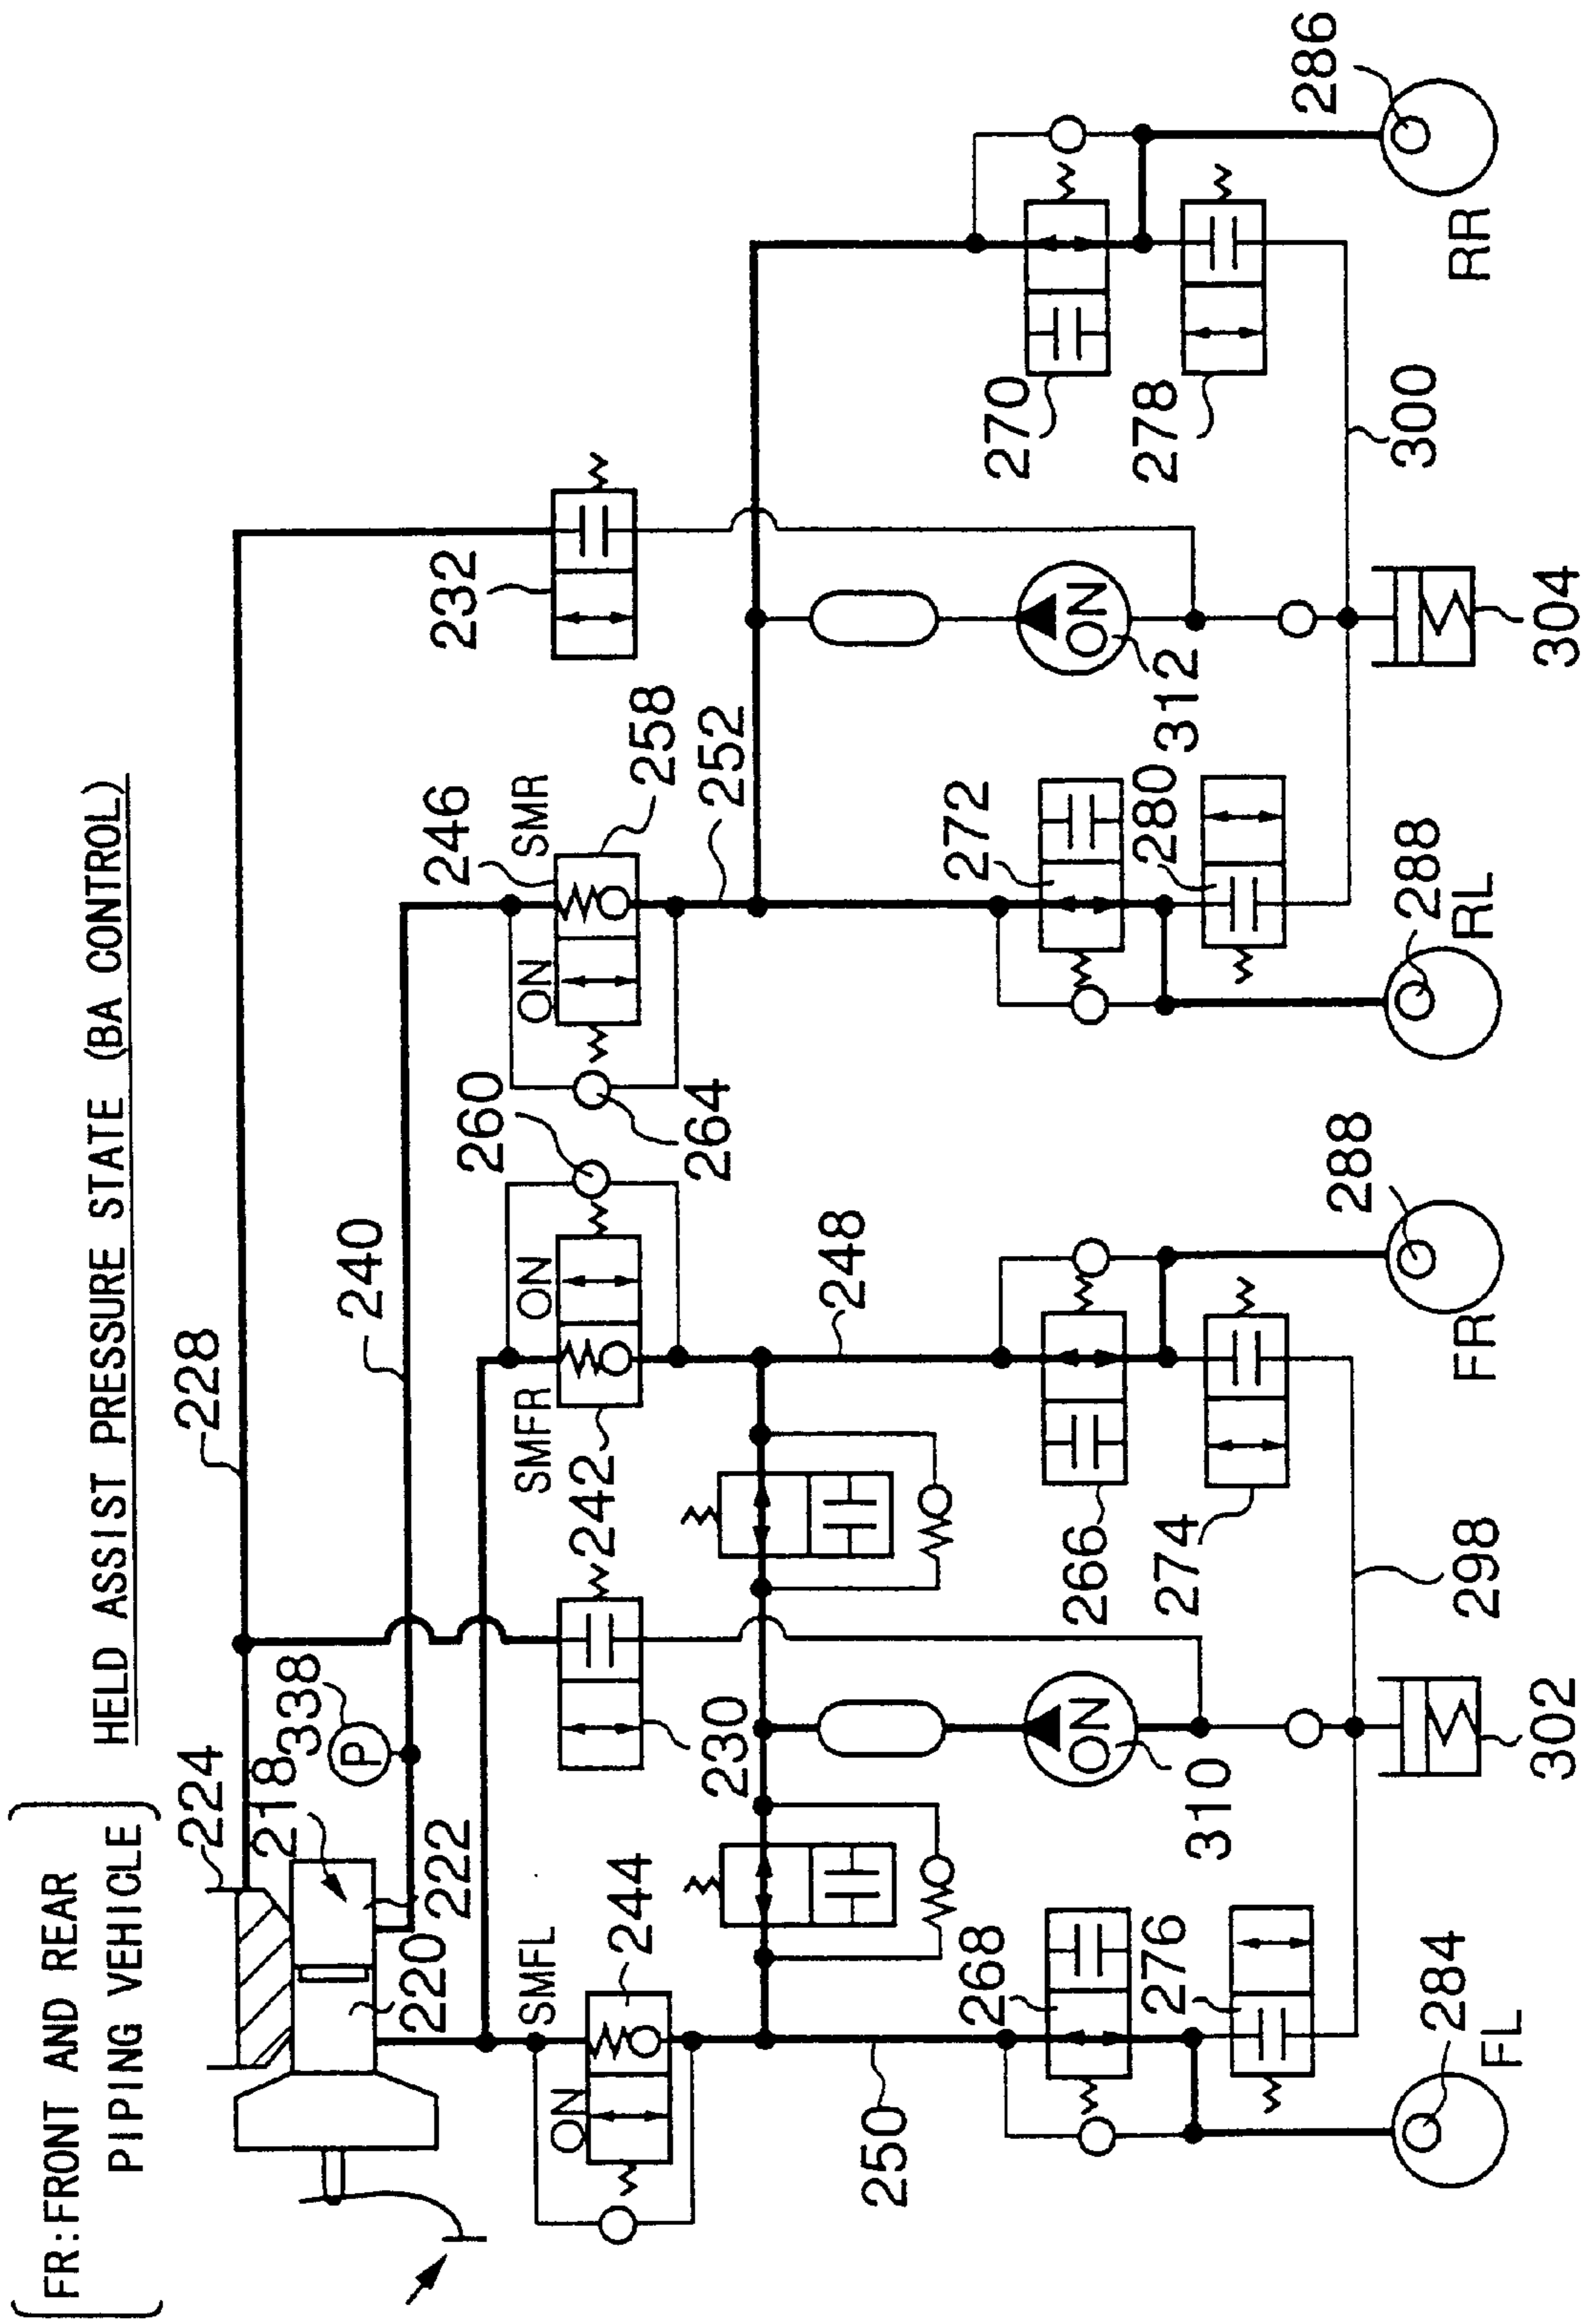 FR:FRONT AND REAR
PIPING VEHICLE
HELD ASSIST PRESSURE STATE (BA CONTROL)
224
218
338
P
228
222
220
240
SMFL
ON
244
230
242
SMFR
ON
260
264
ON
246
SMR
258
252
232
250
248
268
276
310
ON
266
274
272
280
312
ON
270
278
284
FL
302
298
288
FR
288
RL
304
300
286
RR